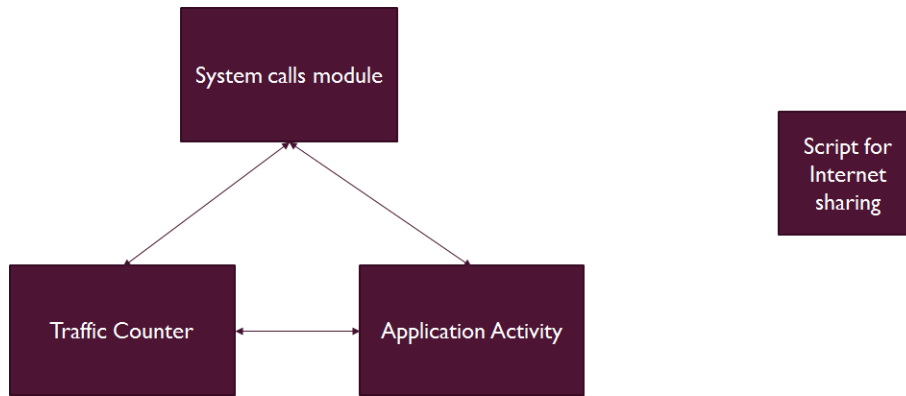 System calls module
Script for
Internet
sharing
Traffic Counter
Application Activity